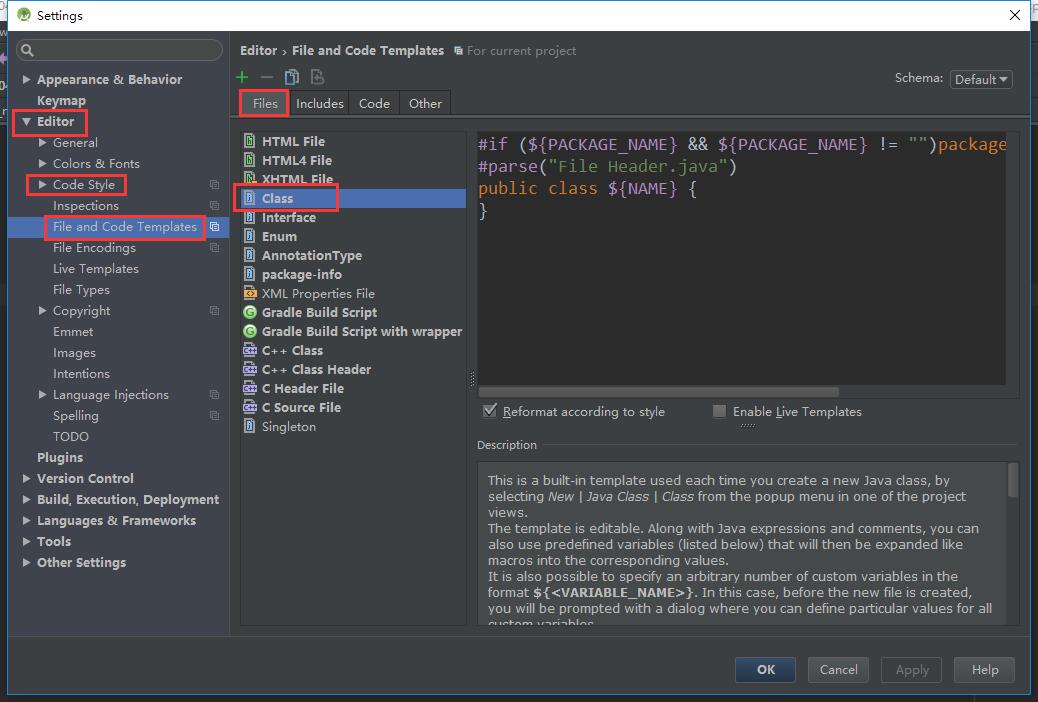 Settings
Appearance & Behavior
Keymap
Editor
General
Colors & Fonts
Code Style
Inspections
File and Code Templates
File Encodings
Live Templates
File Types
Copyright
Emmet
Images
Intentions
Language Injections
Spelling
TODO
Plugins
Version Control
Build, Execution, Deployment
Languages & Frameworks
Tools
Other Settings
Editor › File and Code Templates For current project
Schema: Default
Files Includes Code Other
HTML File
HTML4 File
XHTML File
Class
Interface
Enum
AnnotationType
package-info
XML Properties File
Gradle Build Script
Gradle Build Script with wrapper
C++ Class
C++ Class Header
C Header File
C Source File
Singleton
#if (${PACKAGE_NAME} && ${PACKAGE_NAME} != "")package
#parse("File Header.java")
public class ${NAME} {
}
Reformat according to style Enable Live Templates
Description
This is a built-in template used each time you create a new Java class, by
selecting New | Java Class | Class from the popup menu in one of the project
views.
The template is editable. Along with Java expressions and comments, you can
also use predefined variables (listed below) that will then be expanded like
macros into the corresponding values.
It is also possible to specify an arbitrary number of custom variables in the
format ${<VARIABLE_NAME>}. In this case, before the new file is created,
you will be prompted with a dialog where you can define particular values for all
custom variables.
OK Cancel Apply Help